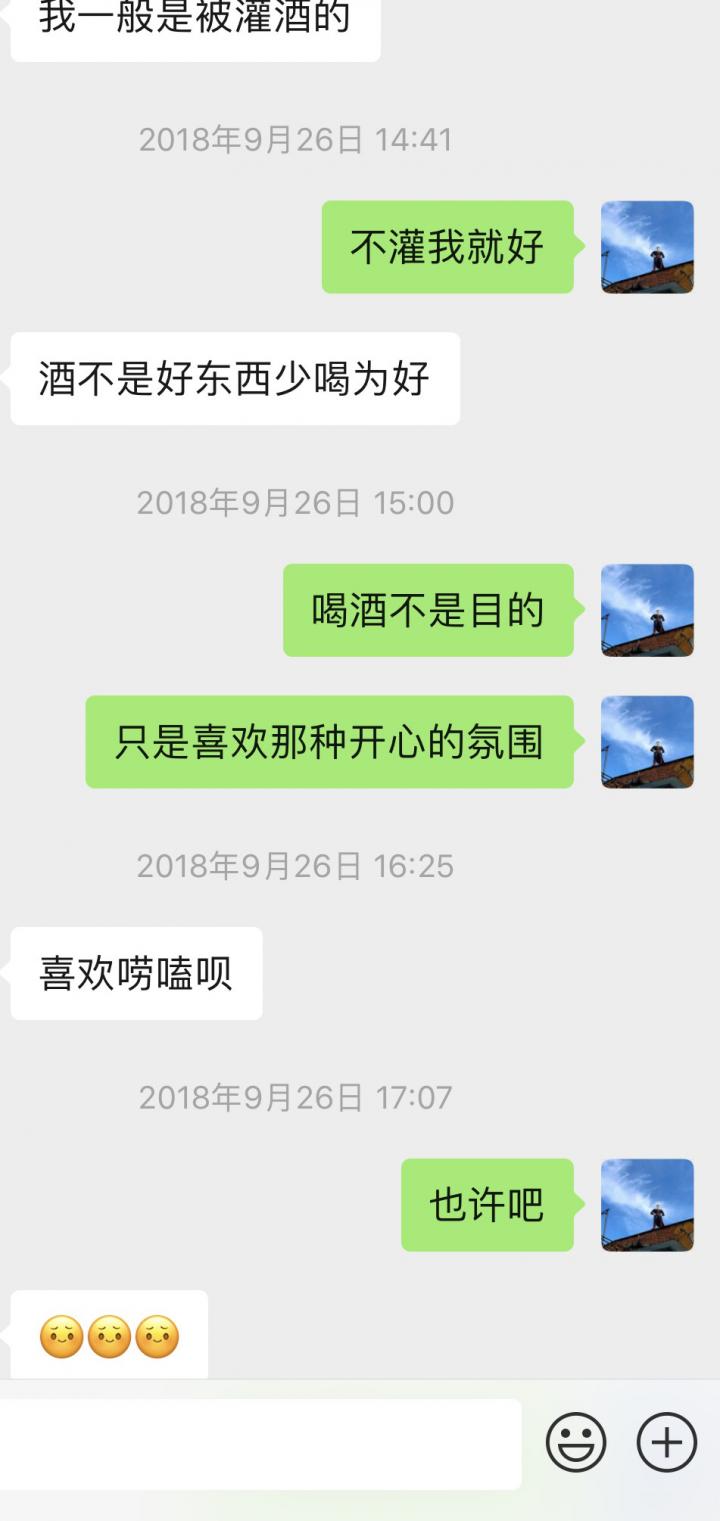 我一般是被灌酒的
2018年9月26日 14:41
不灌我就好
酒不是好东西少喝为好
2018年9月26日 15:00
喝酒不是目的
只是喜欢那种开心的氛围
2018年9月26日 16:25
喜欢唠嗑呗
2018年9月26日 17:07
也许吧